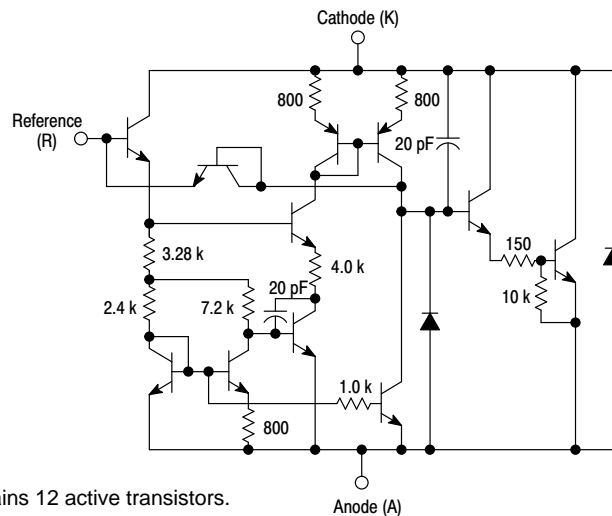 Cathode (K)
800
800
Reference
(R)
20 pF
3.28 k
150
4.0 k
20 pF
2.4 k
7.2 k
10 k
1.0 k
800
ains 12 active transistors.
Anode (A)